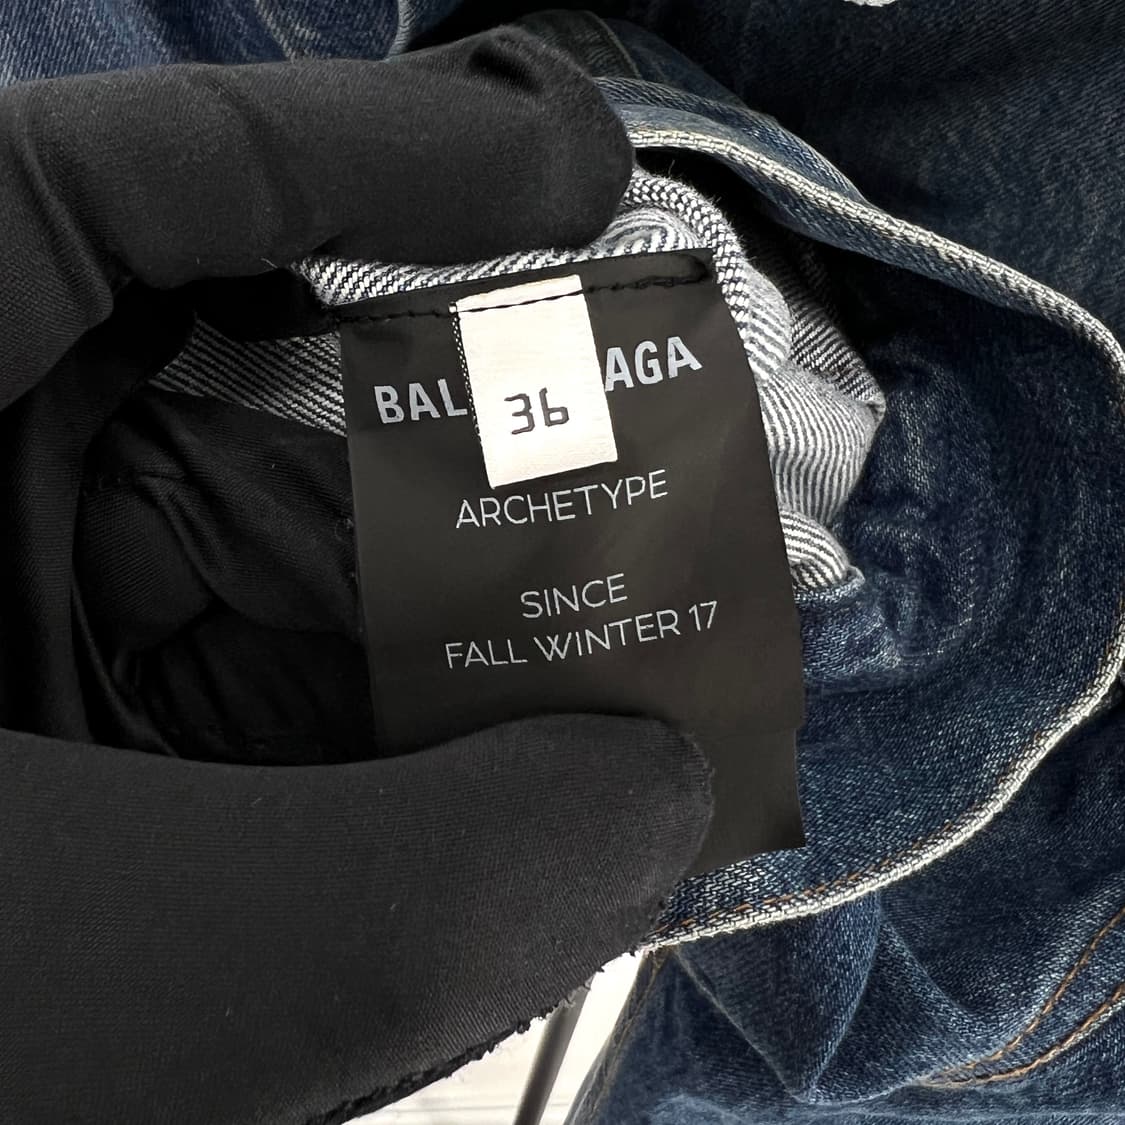 BAL AGA
36
ARCHETYPE
SINCE
FALL WINTER 17